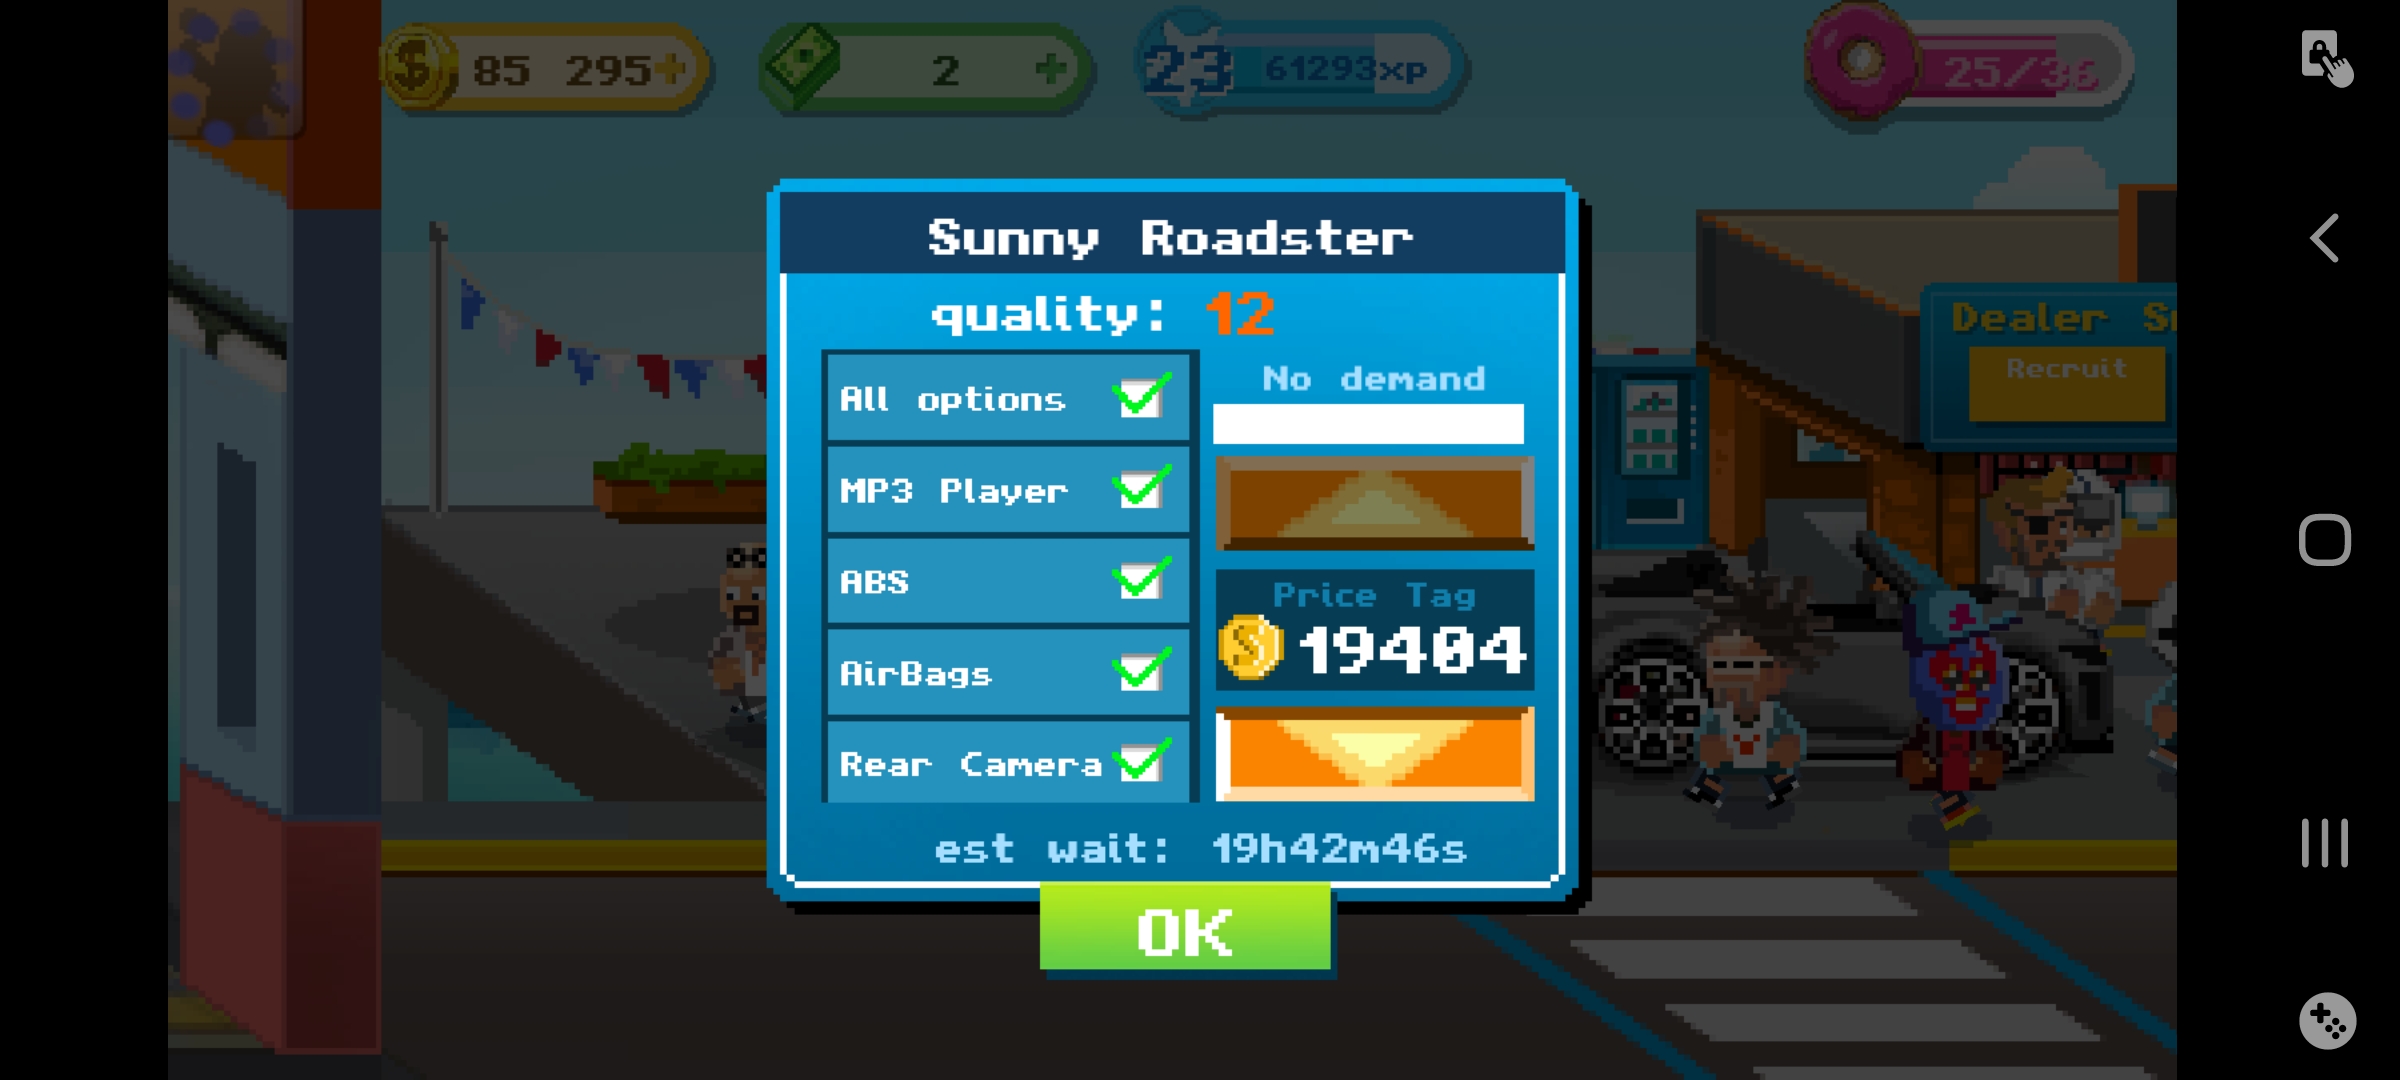 85 295+
2 +
23 61293xp
25/36
Sunny Roadster
quality: 12
All options
MP3 Player
ABS
AirBags
Rear Camera
No demand
Price Tag
19404
est wait: 19h42m46s
OK
Dealer
Recruit